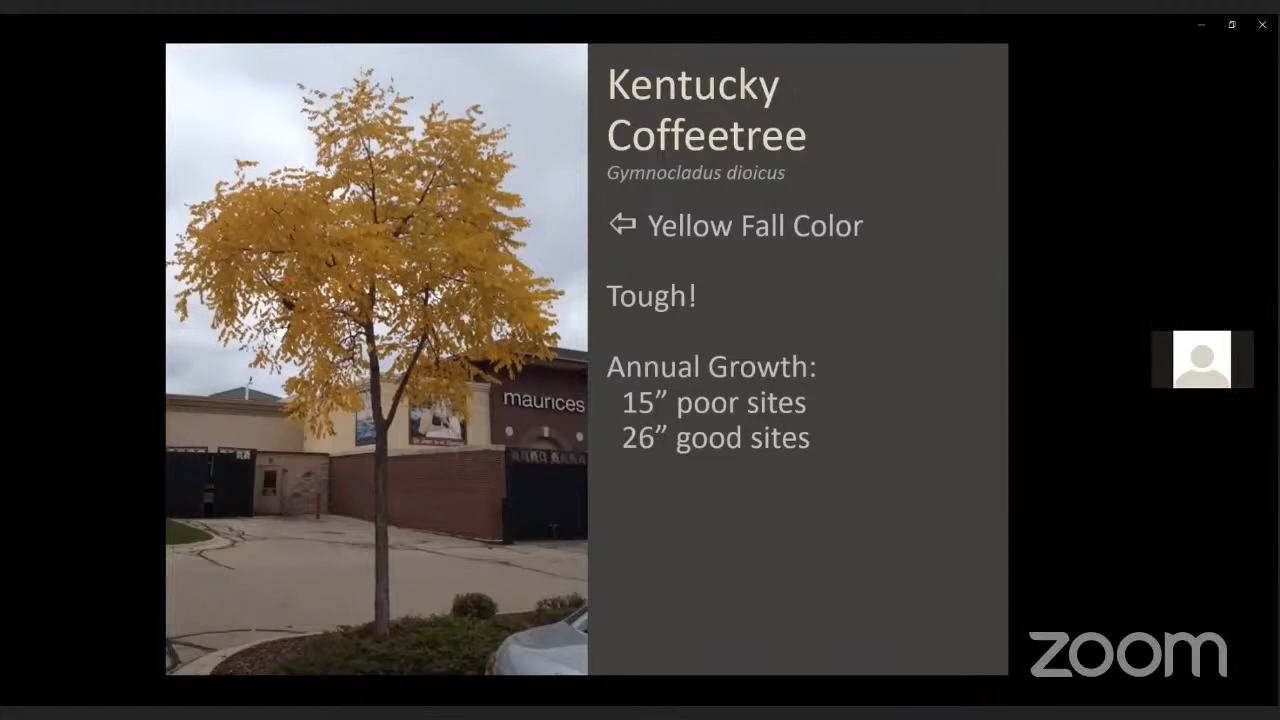 Kentucky
Coffeetree
Gymnocladus dioicus
⇦ Yellow Fall Color
Tough!
Annual Growth:
15” poor sites
26” good sites
maurices
zoom